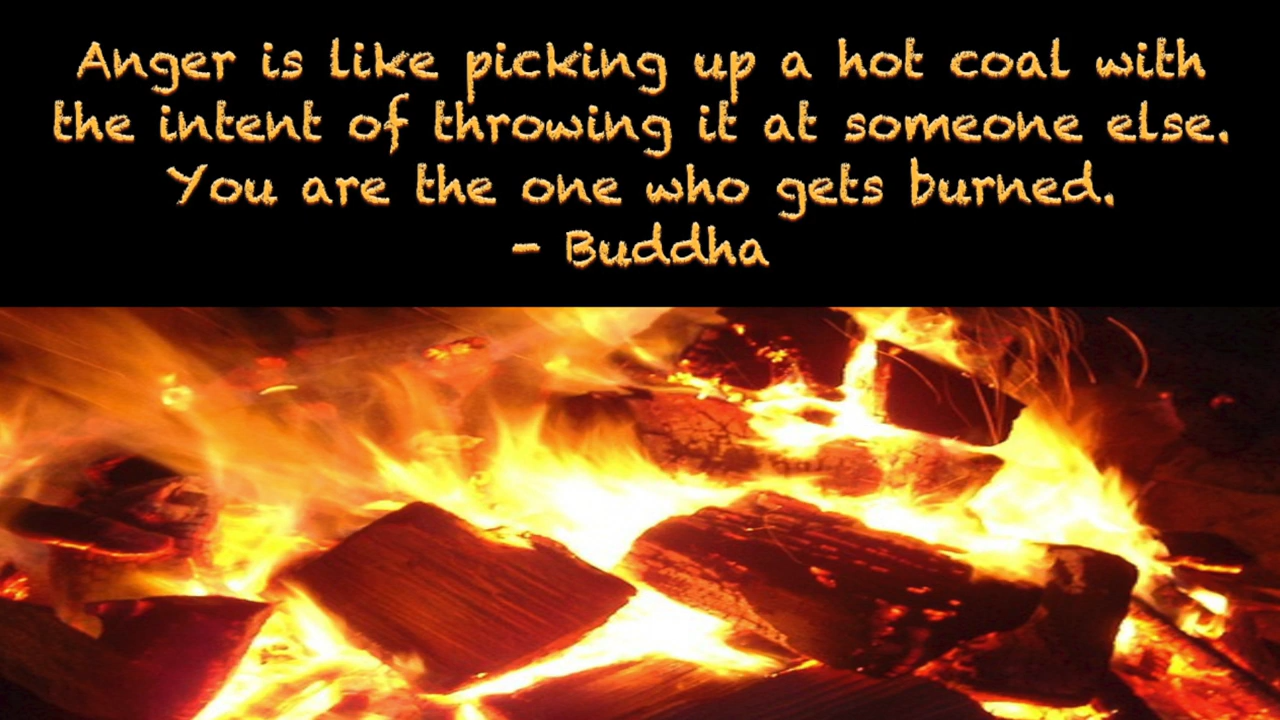 Anger is like picking up a hot coal with
the intent of throwing it at someone else.
You are the one who gets burned.
- Buddha